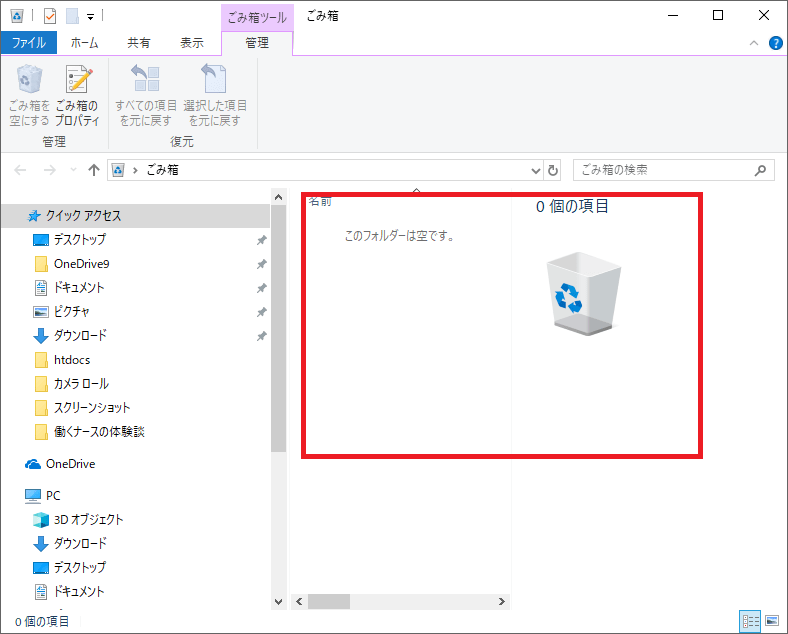 ごみ箱ツール
ごみ箱
ファイル
ホーム
共有
表示
管理
ごみ箱を
空にする
ごみ箱の
プロパティ
すべての項目
を元に戻す
選択した項目
を元に戻す
管理
復元
ごみ箱
ごみ箱の検索
クイック アクセス
デスクトップ
OneDrive9
ドキュメント
ピクチャ
ダウンロード
htdocs
カメラ ロール
スクリーンショット
働くナースの体験談
OneDrive
PC
3D オブジェクト
ダウンロード
デスクトップ
ドキュメント
名前
このフォルダーは空です。
0 個の項目
0 個の項目